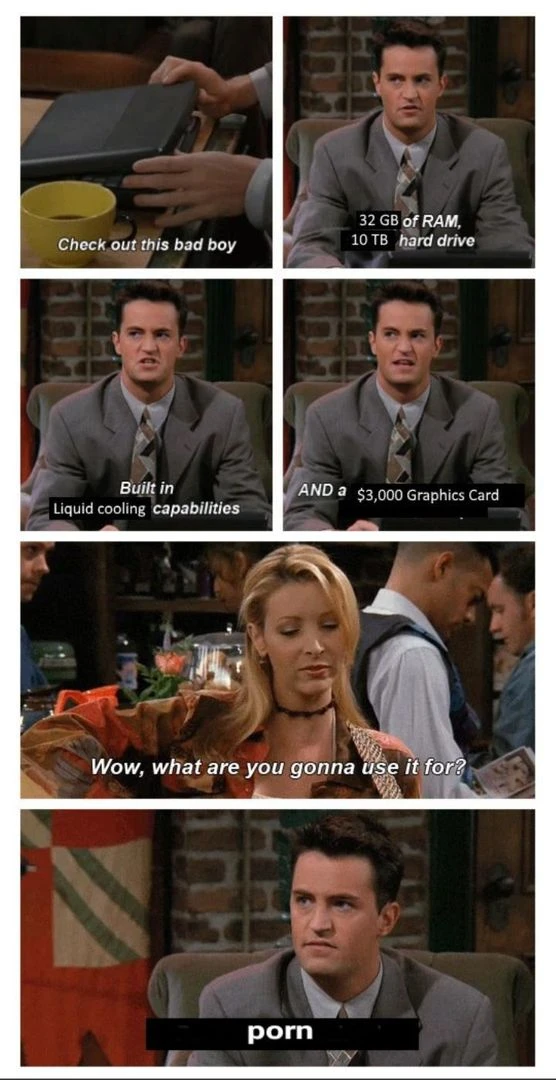 Check out this bad boy
32 GB of RAM,
10 TB hard drive
Built in
Liquid cooling capabilities
AND a $3,000 Graphics Card
Wow, what are you gonna use it for?
porn